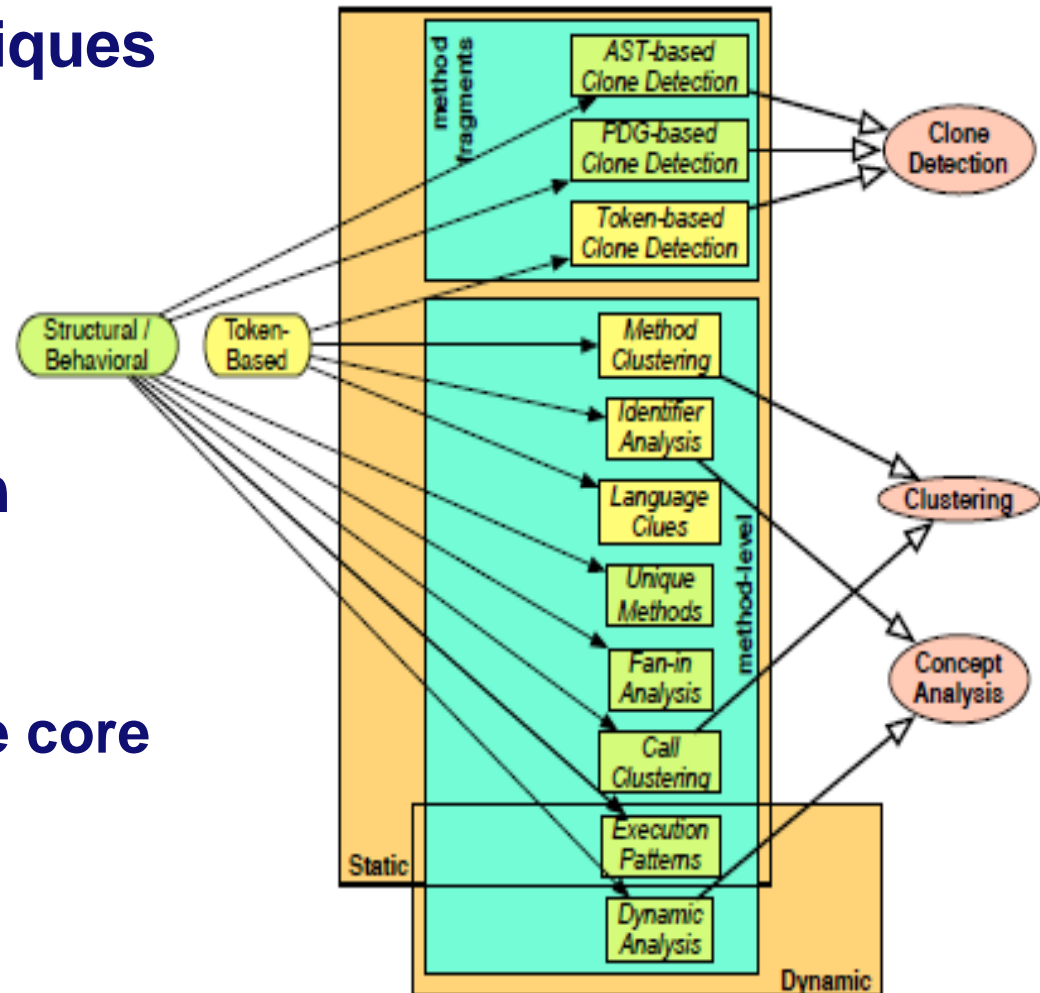 iques
n
e core
method
fragments
AST-based
Clone Detection
PDG-based
Clone Detection
Token-based
Clone Detection
Clone
Detection
Structural /
Behavioral
Token-
Based
Method
Clustering
Identifier
Analysis
Language
Clues
Unique
Methods
Fan-in
Analysis
Call
Clustering
Execution
Patterns
Dynamic
Analysis
method-level
Clustering
Concept
Analysis
Static
Dynamic